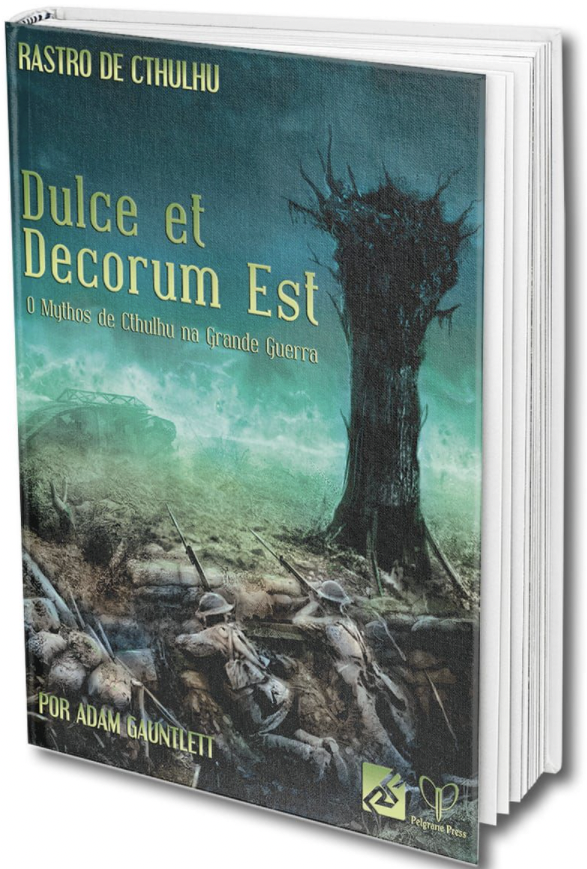 RASTRO DE CTHULHU
Dulce et
Decorum Est
O Mythos de Cthulhu na Grande Guerra
POR ADAM GAUNTLETT
Pelgrane Press